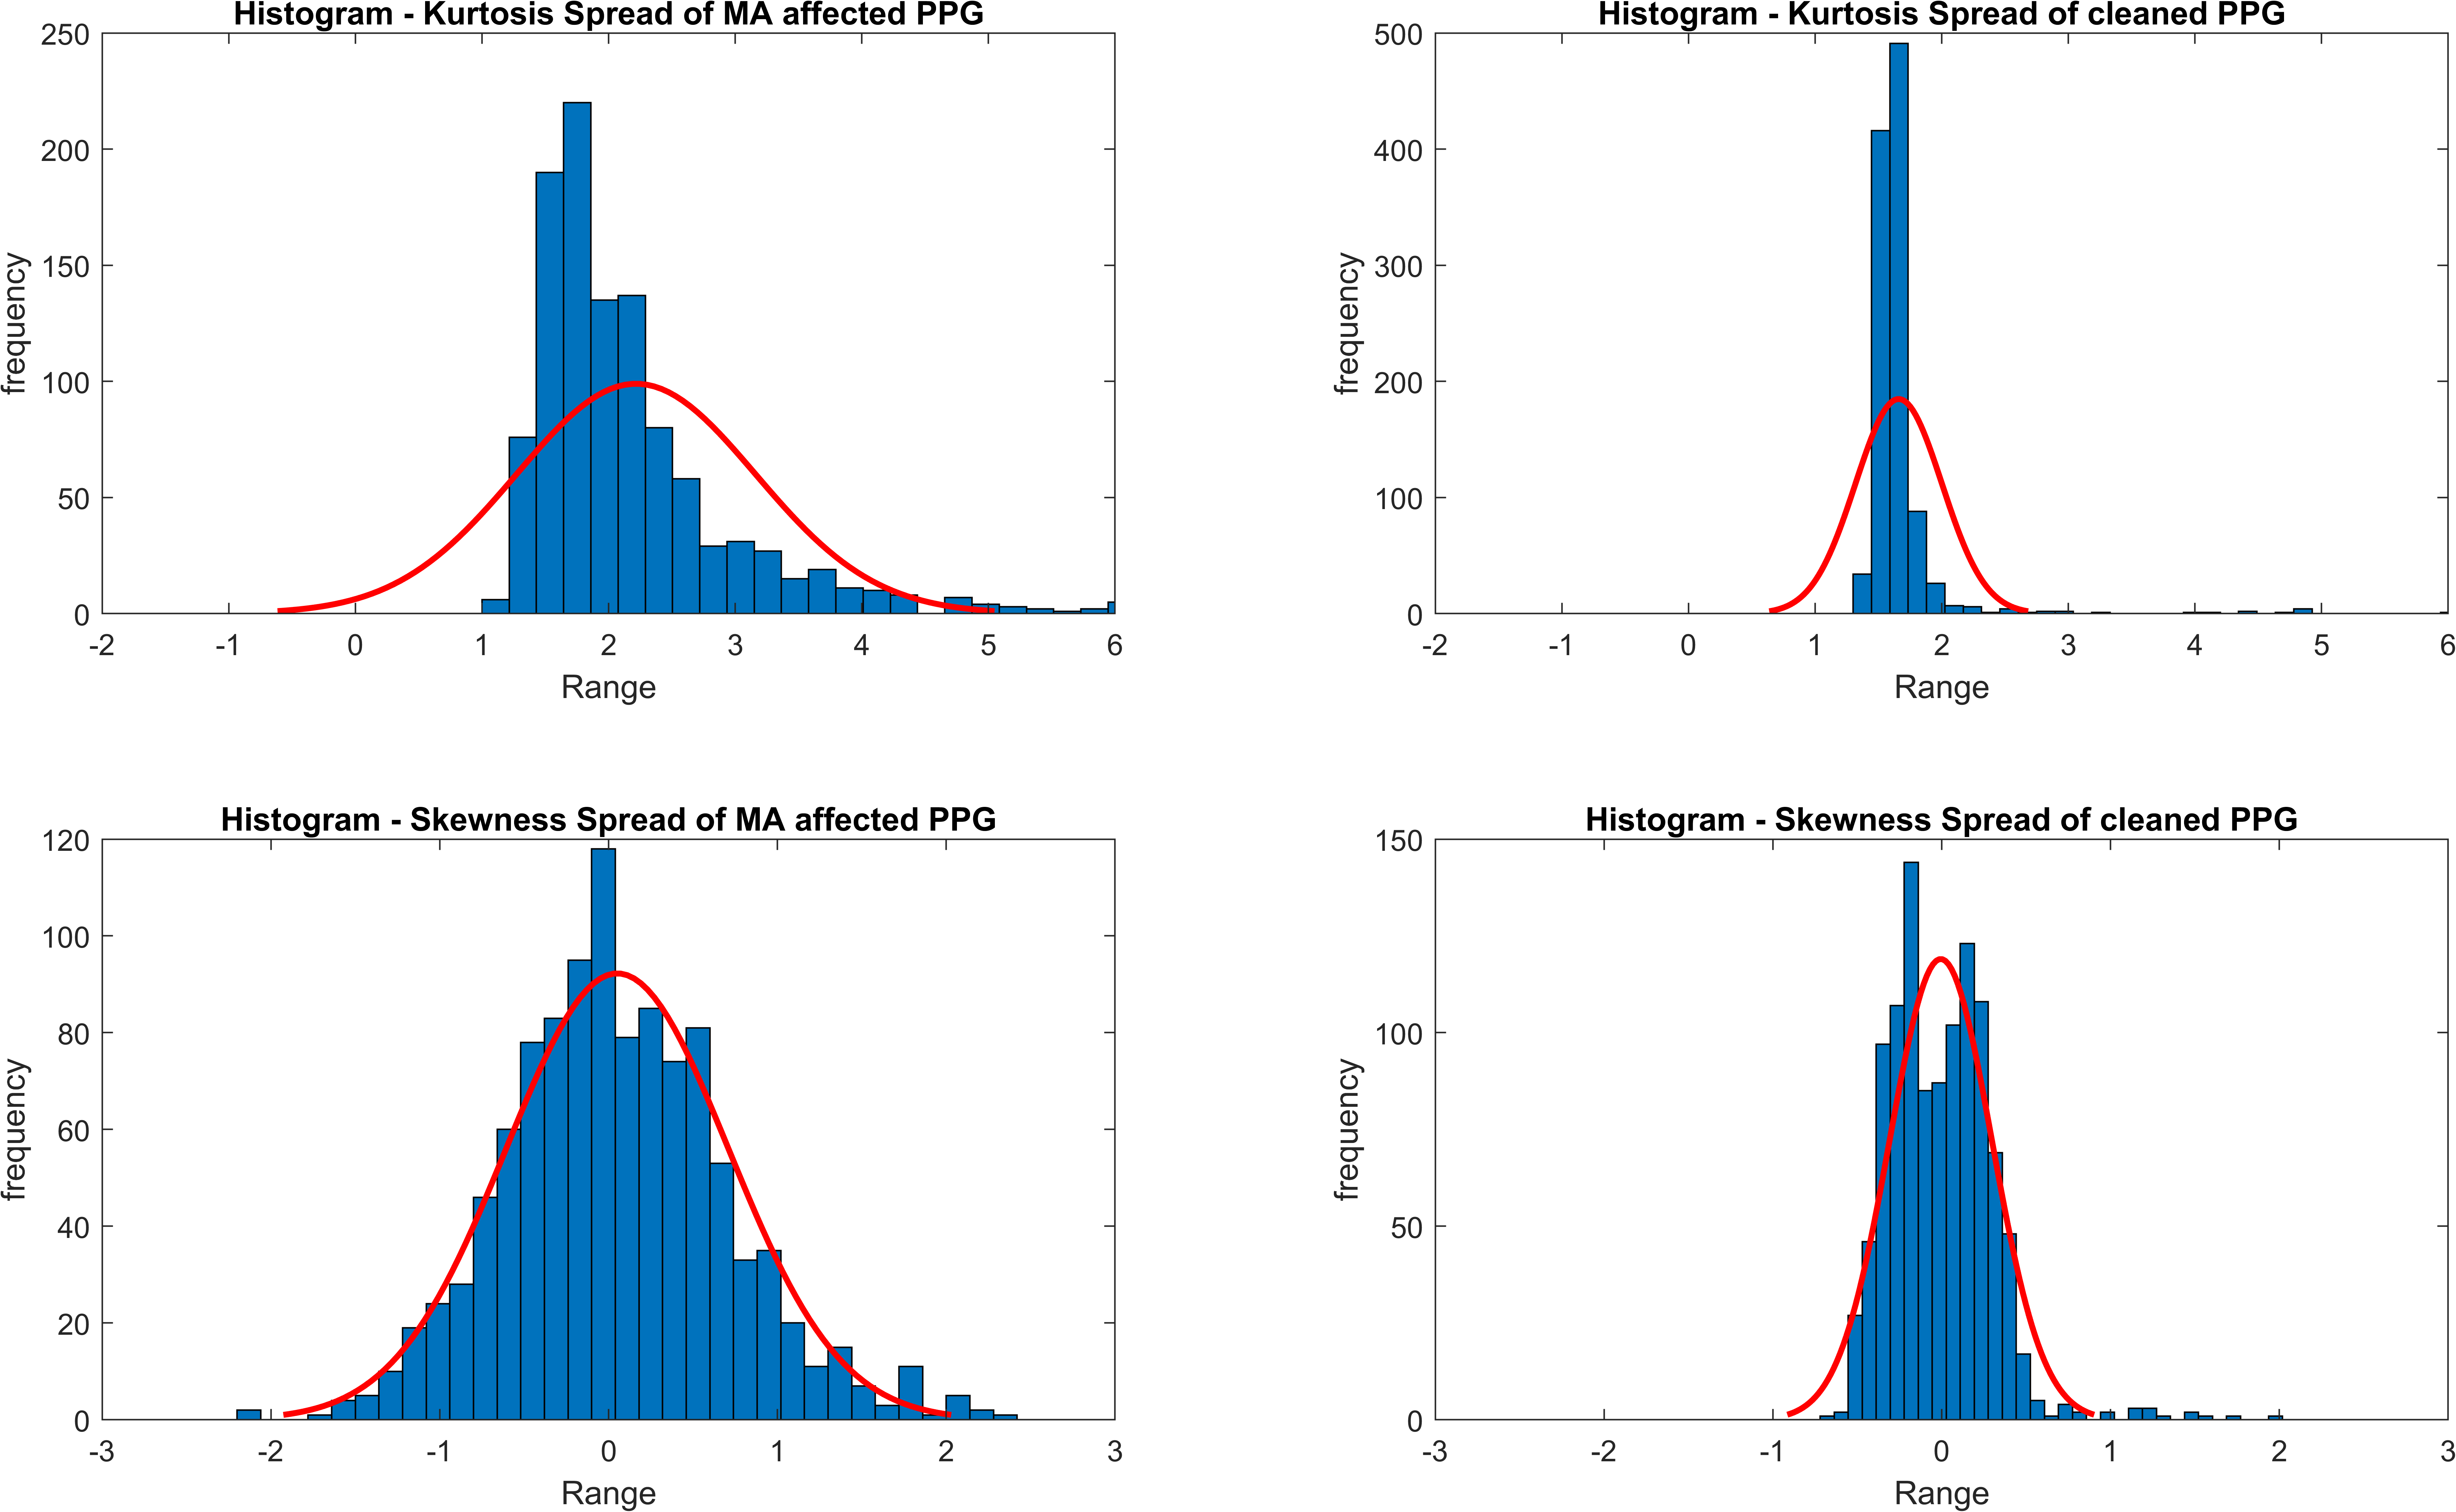 Histogram - Kurtosis Spread of MA affected PPG
250
200
150
100
50
0
frequency
-2 -1 0 1 2 3 4 5 6
Range
Histogram - Kurtosis Spread of cleaned PPG
500
400
300
200
100
0
frequency
-2 -1 0 1 2 3 4 5 6
Range
Histogram - Skewness Spread of MA affected PPG
120
100
80
60
40
20
0
frequency
-3 -2 -1 0 1 2 3
Range
Histogram - Skewness Spread of cleaned PPG
150
100
50
0
frequency
-3 -2 -1 0 1 2 3
Range